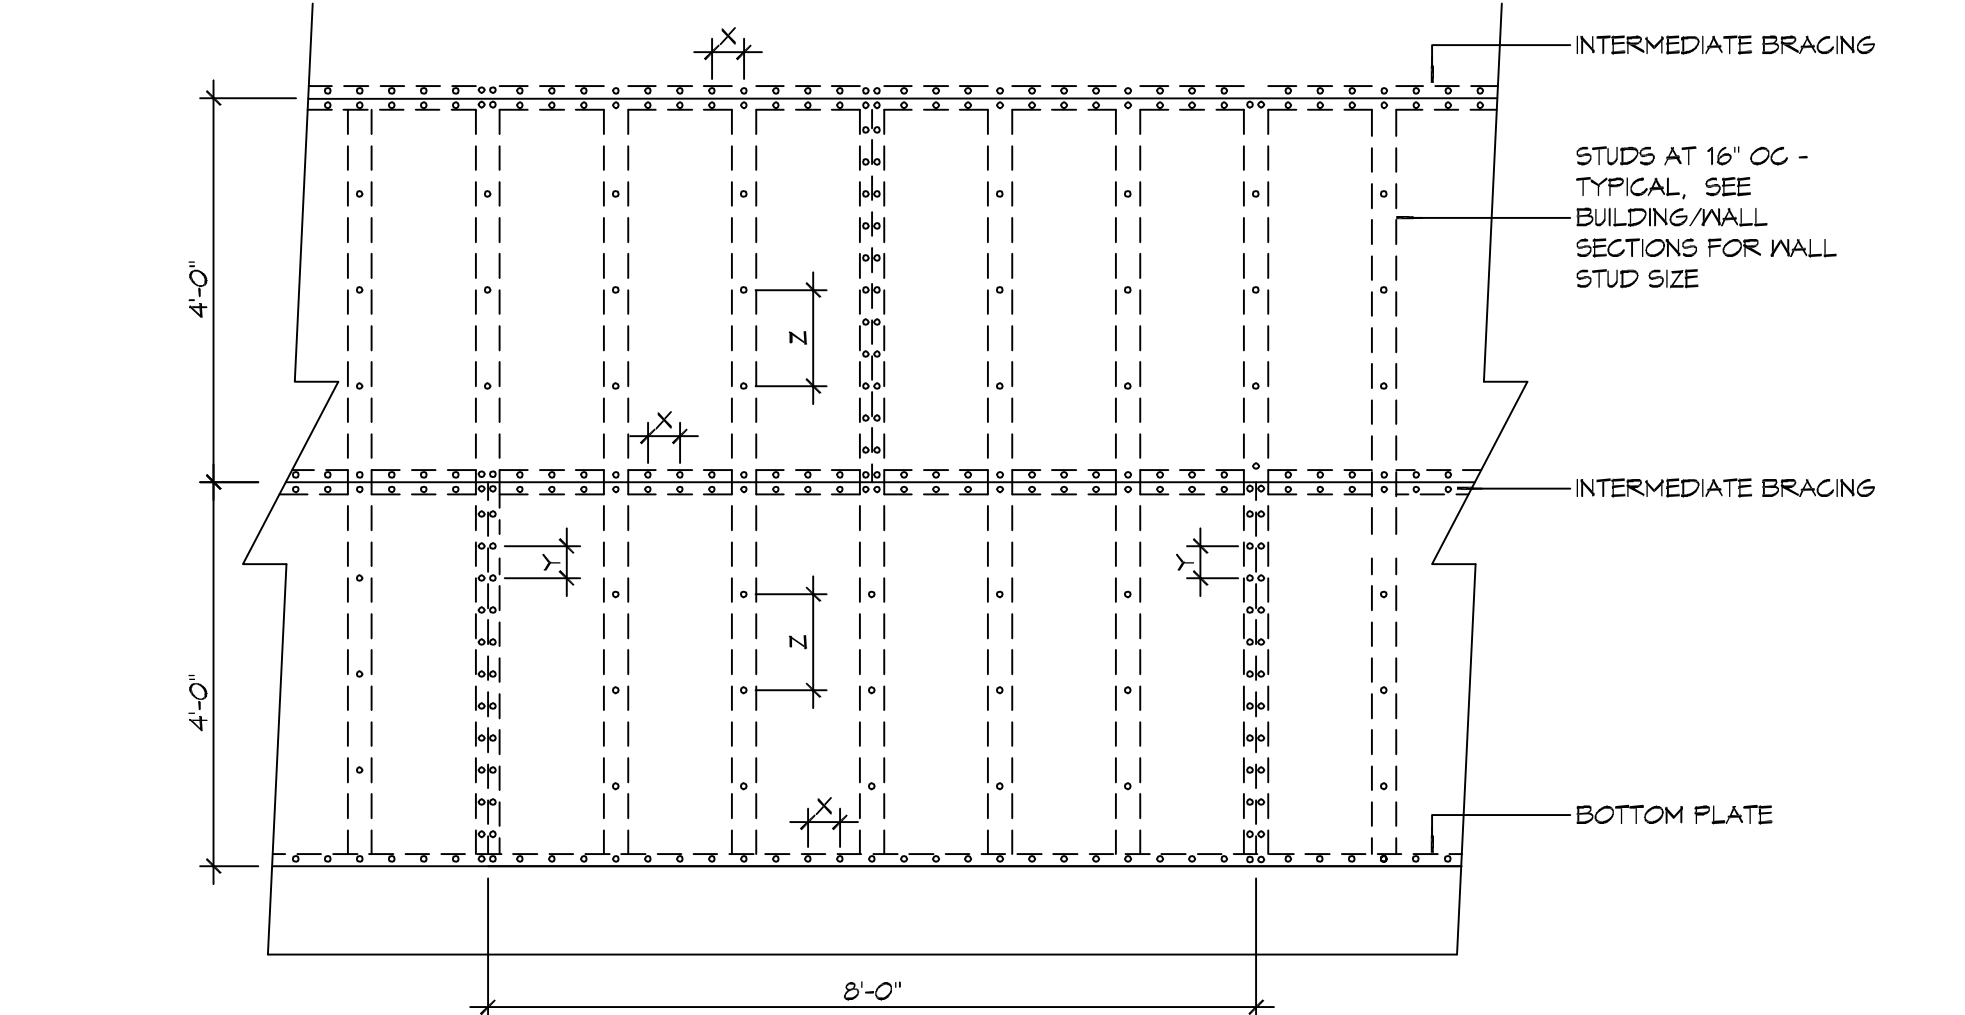 X
INTERMEDIATE BRACING
STUDS AT 16" OC -
TYPICAL, SEE
BUILDING/WALL
SECTIONS FOR WALL
STUD SIZE
4'-0"
Z
X
INTERMEDIATE BRACING
Y
Y
Z
4'-0"
X
BOTTOM PLATE
8'-0"